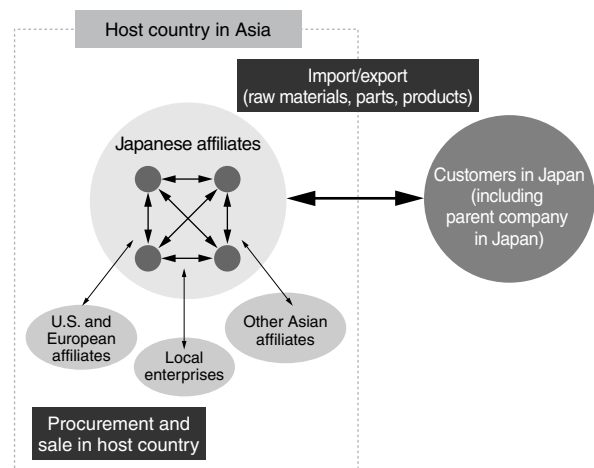 Host country in Asia
Import/export
(raw materials, parts, products)
Japanese affiliates
Customers in Japan
(including
parent company
in Japan)
U.S. and
European
affiliates
Local
enterprises
Other Asian
affiliates
Procurement and
sale in host country